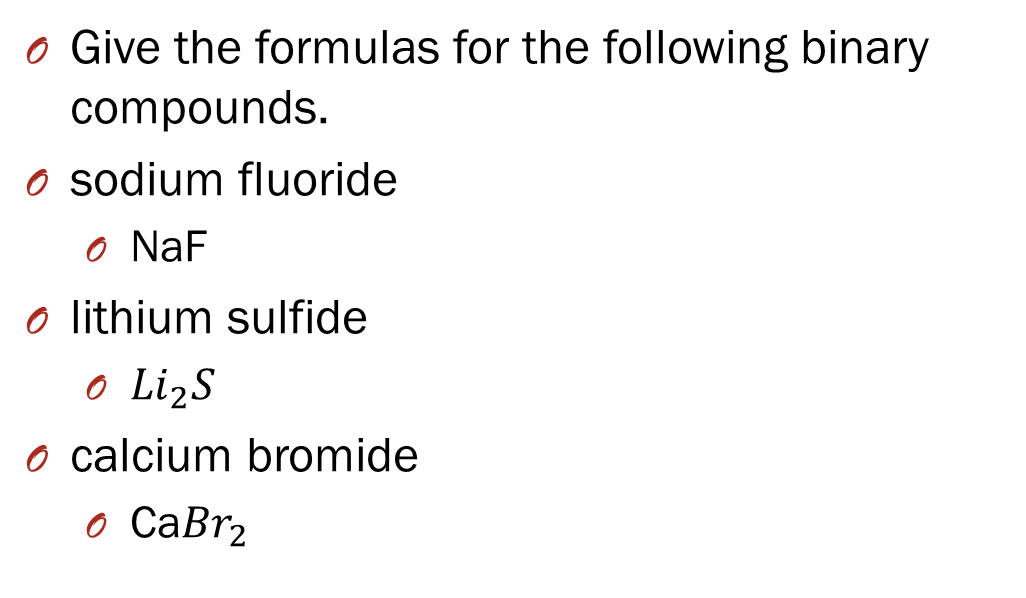 Give the formulas for the following binary
compounds.
sodium fluoride
NaF
lithium sulfide
Li₂S
calcium bromide
CaBr₂